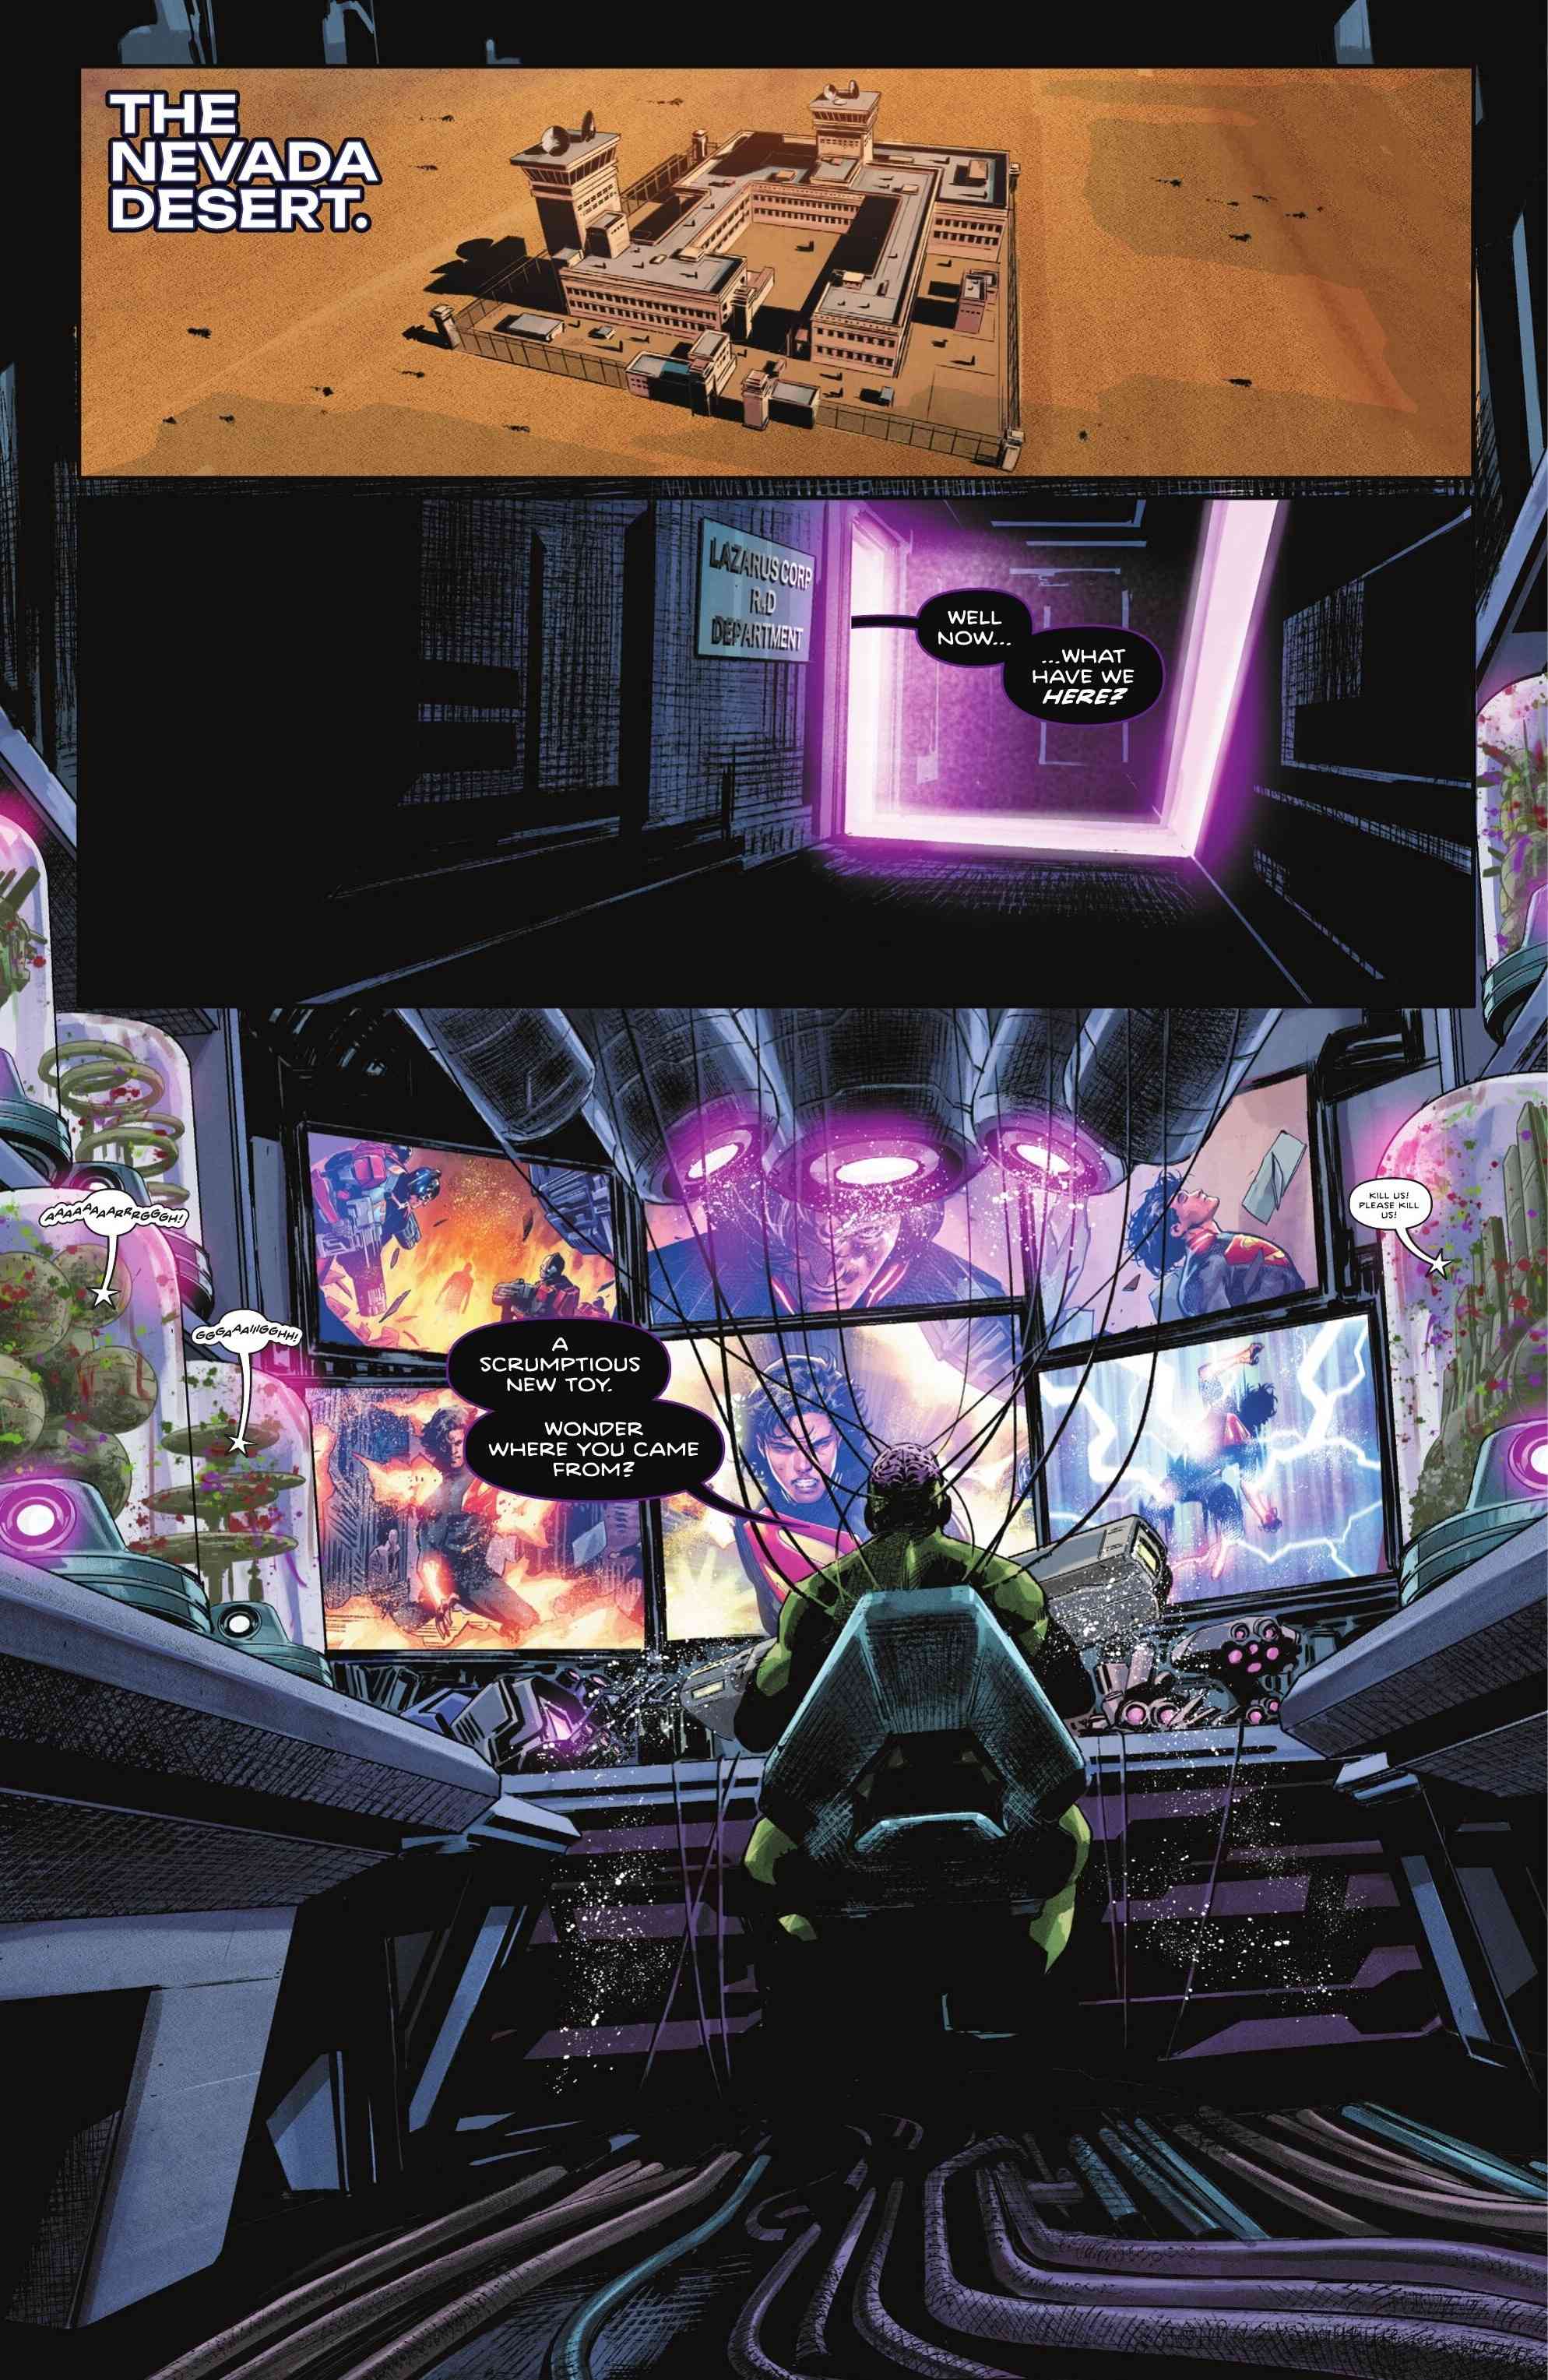 THE
NEVADA
DESERT.
LAZARUS CORP
R&D
DEPARTMENT
WELL
NOW...
...WHAT
HAVE WE
HERE?
AAAAAAAARRRGGGH!
KILL US!
PLEASE KILL
US!
GGGAAAIIIGGHH!
A
SCRUMPTIOUS
NEW TOY.
WONDER
WHERE YOU CAME
FROM?